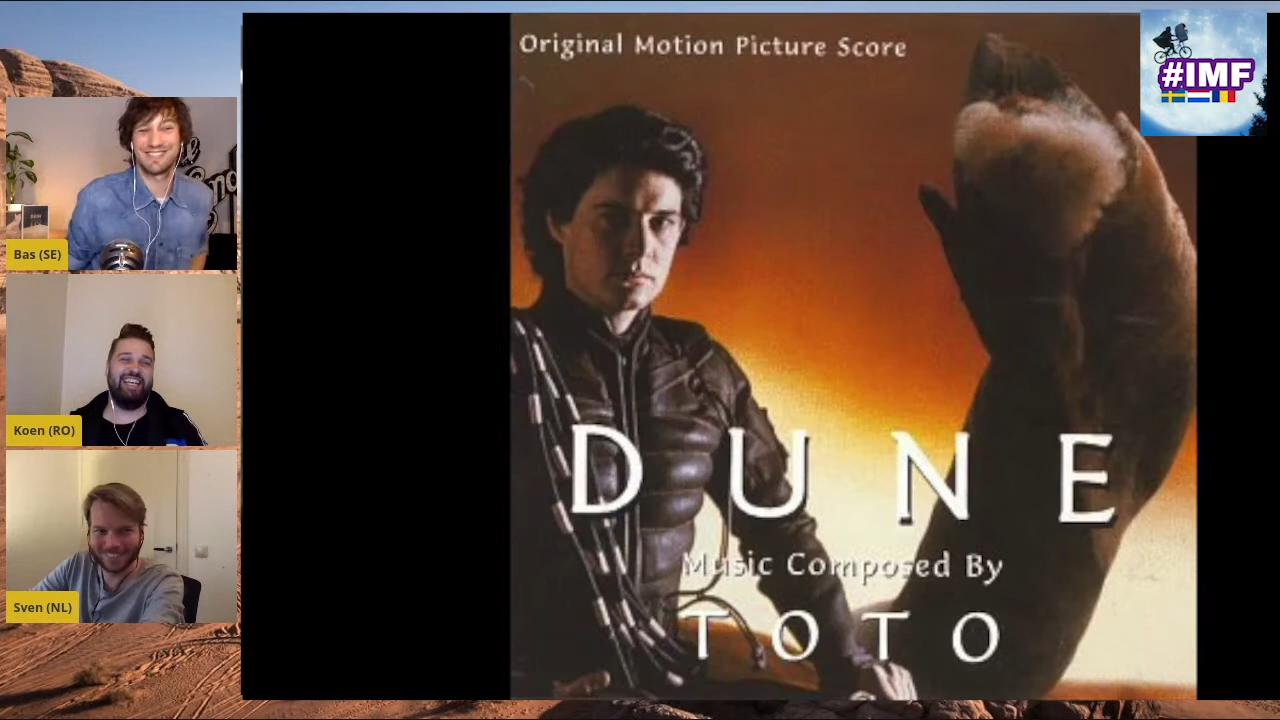 Original Motion Picture Score
#IMF
Bas (SE)
Koen (RO)
Sven (NL)
DUNE
Music Composed By
TOTO